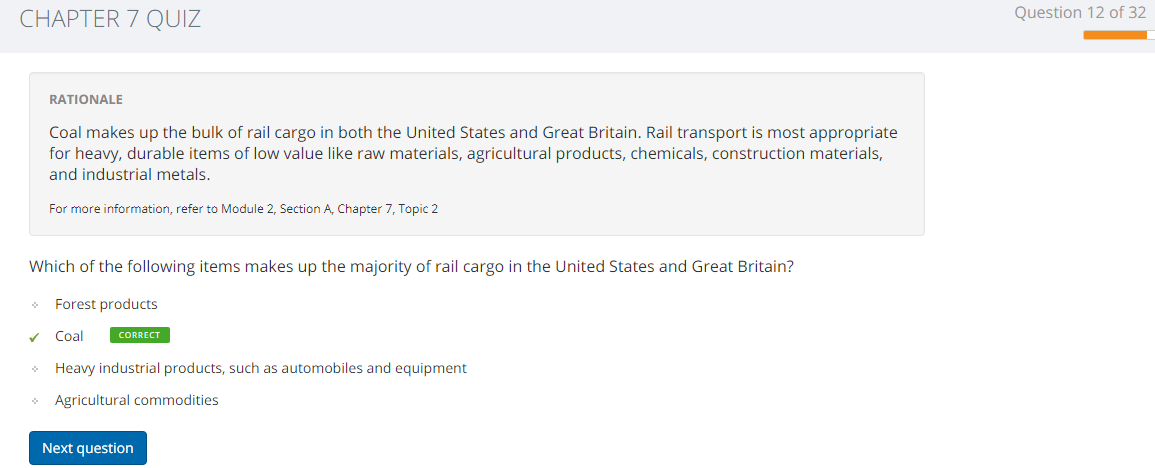 CHAPTER 7 QUIZ
Question 12 of 32
RATIONALE
Coal makes up the bulk of rail cargo in both the United States and Great Britain. Rail transport is most appropriate
for heavy, durable items of low value like raw materials, agricultural products, chemicals, construction materials,
and industrial metals.
For more information, refer to Module 2, Section A, Chapter 7, Topic 2
Which of the following items makes up the majority of rail cargo in the United States and Great Britain?
Forest products
Coal CORRECT
Heavy industrial products, such as automobiles and equipment
Agricultural commodities
Next question